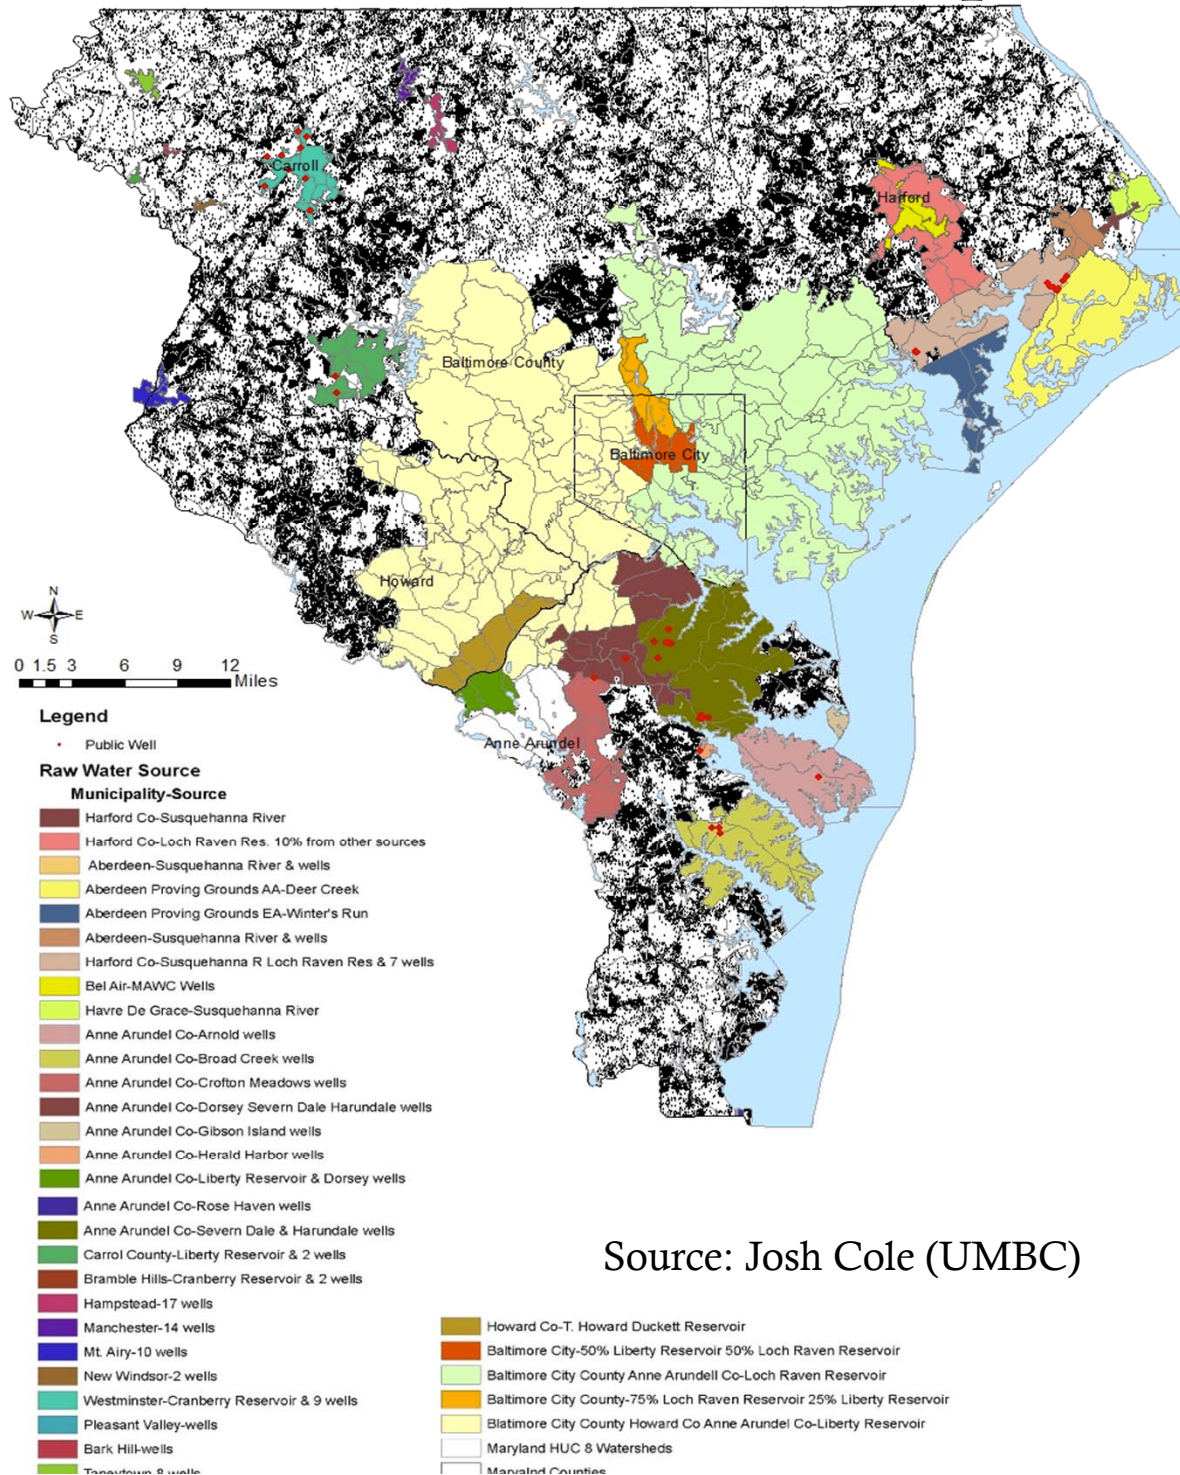 Carroll
Harford
Baltimore County
Baltimore City
Howard
Anne Arundel
N
W E
S
0 1.5 3 6 9 12
Miles
Legend
Public Well
Raw Water Source
Municipality-Source
Harford Co-Susquehanna River
Harford Co-Loch Raven Res. 10% from other sources
Aberdeen-Susquehanna River & wells
Aberdeen Proving Grounds AA-Deer Creek
Aberdeen Proving Grounds EA-Winter's Run
Aberdeen-Susquehanna River & wells
Harford Co-Susquehanna R Loch Raven Res & 7 wells
Bel Air-MAWC Wells
Havre De Grace-Susquehanna River
Anne Arundel Co-Arnold wells
Anne Arundel Co-Broad Creek wells
Anne Arundel Co-Crofton Meadows wells
Anne Arundel Co-Dorsey Severn Dale Harundale wells
Anne Arundel Co-Gibson Island wells
Anne Arundel Co-Herald Harbor wells
Anne Arundel Co-Liberty Reservoir & Dorsey wells
Anne Arundel Co-Rose Haven wells
Anne Arundel Co-Severn Dale & Harundale wells
Carrol County-Liberty Reservoir & 2 wells
Bramble Hills-Cranberry Reservoir & 2 wells
Hampstead-17 wells
Manchester-14 wells
Mt. Airy-10 wells
New Windsor-2 wells
Westminster-Cranberry Reservoir & 9 wells
Pleasant Valley-wells
Bark Hill-wells
Taneytown 8 wells
Source: Josh Cole (UMBC)
Howard Co-T. Howard Duckett Reservoir
Baltimore City-50% Liberty Reservoir 50% Loch Raven Reservoir
Baltimore City County Anne Arundell Co-Loch Raven Reservoir
Baltimore City County-75% Loch Raven Reservoir 25% Liberty Reservoir
Blatimore City County Howard Co Anne Arundel Co-Liberty Reservoir
Maryland HUC 8 Watersheds
Maryalnd Counties